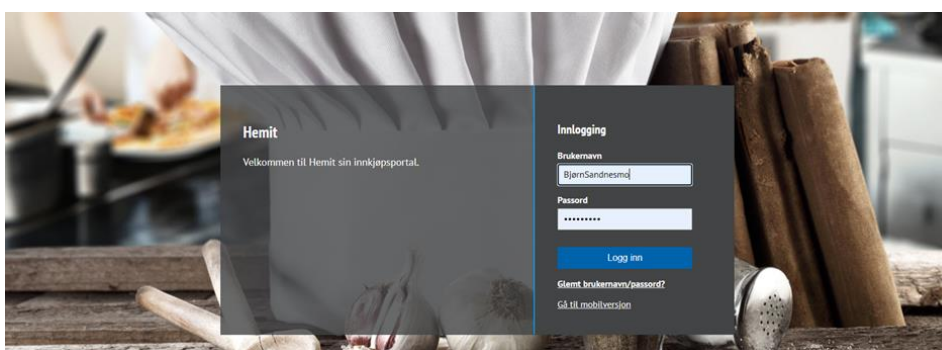 Hemit
Velkommen til Hemit sin innkjøpsportal.
Innlogging
Brukernavn
BjørnSandnesmo
Passord
•••••••••
Logg inn
Glemt brukernavn/passord?
Gå til mobilversjon